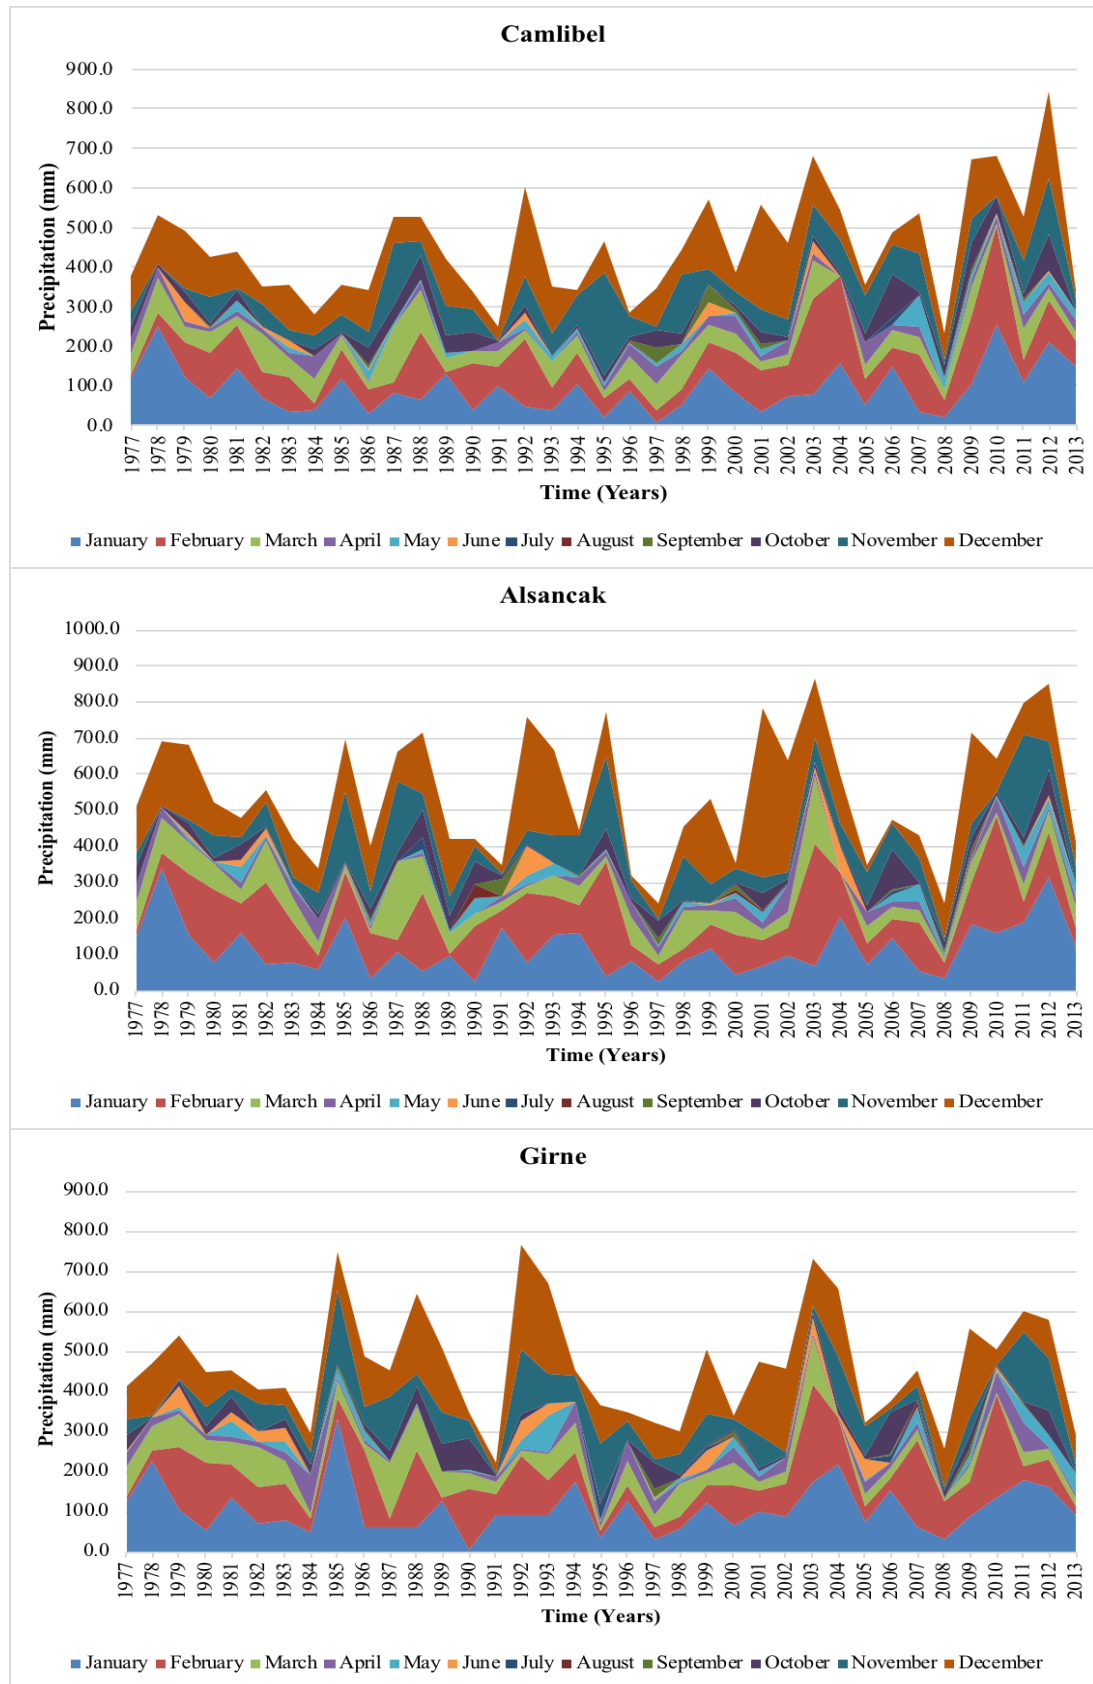 Camlibel
Precipitation (mm)
900.0
800.0
700.0
600.0
500.0
400.0
300.0
200.0
100.0
0.0
1977 1978 1979 1980 1981 1982 1983 1984 1985 1986 1987 1988 1989 1990 1991 1992 1993 1994 1995 1996 1997 1998 1999 2000 2001 2002 2003 2004 2005 2006 2007 2008 2009 2010 2011 2012 2013
Time (Years)
January February March April May June July August September October November December
Alsancak
Precipitation (mm)
1000.0
900.0
800.0
700.0
600.0
500.0
400.0
300.0
200.0
100.0
0.0
1977 1978 1979 1980 1981 1982 1983 1984 1985 1986 1987 1988 1989 1990 1991 1992 1993 1994 1995 1996 1997 1998 1999 2000 2001 2002 2003 2004 2005 2006 2007 2008 2009 2010 2011 2012 2013
Time (Years)
January February March April May June July August September October November December
Girne
Precipitation (mm)
900.0
800.0
700.0
600.0
500.0
400.0
300.0
200.0
100.0
0.0
1977 1978 1979 1980 1981 1982 1983 1984 1985 1986 1987 1988 1989 1990 1991 1992 1993 1994 1995 1996 1997 1998 1999 2000 2001 2002 2003 2004 2005 2006 2007 2008 2009 2010 2011 2012 2013
Time (Years)
January February March April May June July August September October November December